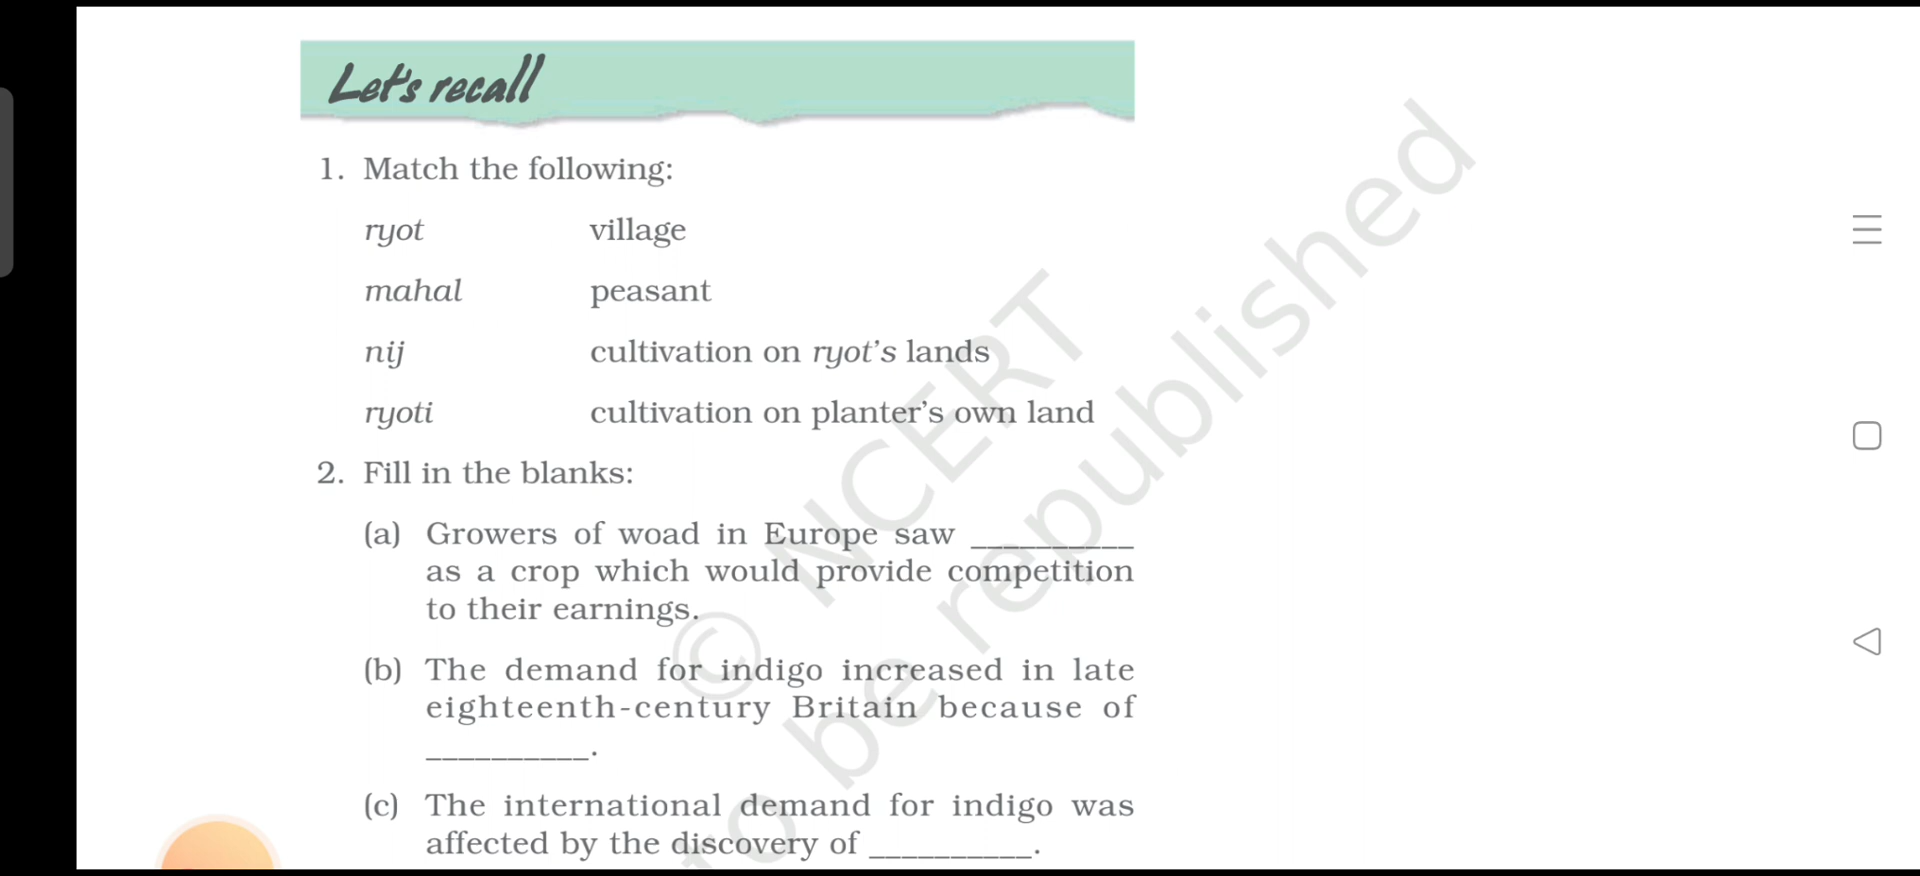 Let's recall
1. Match the following:
ryot village
mahal peasant
nij cultivation on ryot’s lands
ryoti cultivation on planter’s own land
2. Fill in the blanks:
(a) Growers of woad in Europe saw __________
as a crop which would provide competition
to their earnings.
(b) The demand for indigo increased in late
eighteenth-century Britain because of
__________.
(c) The international demand for indigo was
affected by the discovery of __________.
© NCERT
to be republished